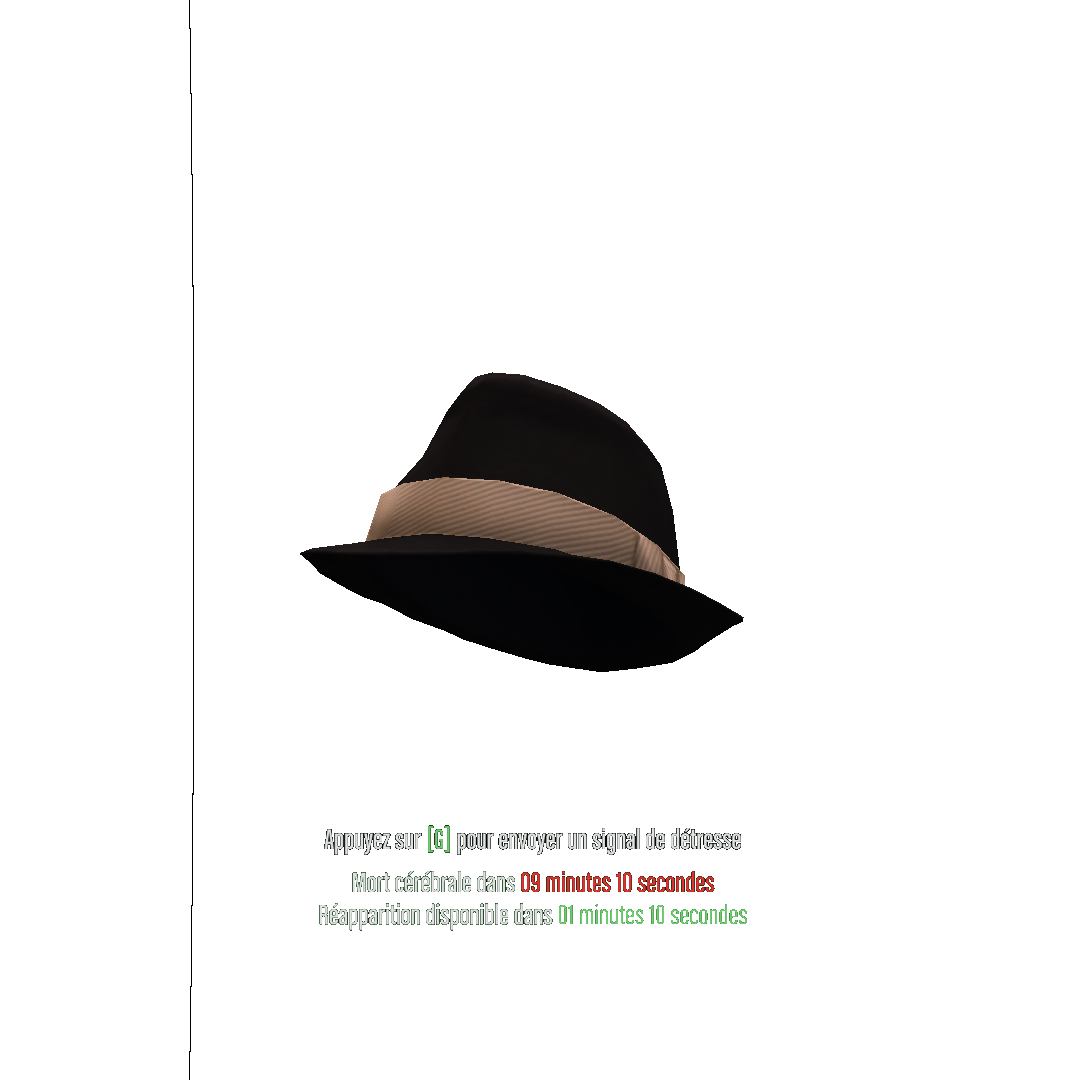 Appuyez sur [G] pour envoyer un signal de détresse
Mort cérébrale dans 09 minutes 10 secondes
Réapparition disponible dans 01 minutes 10 secondes